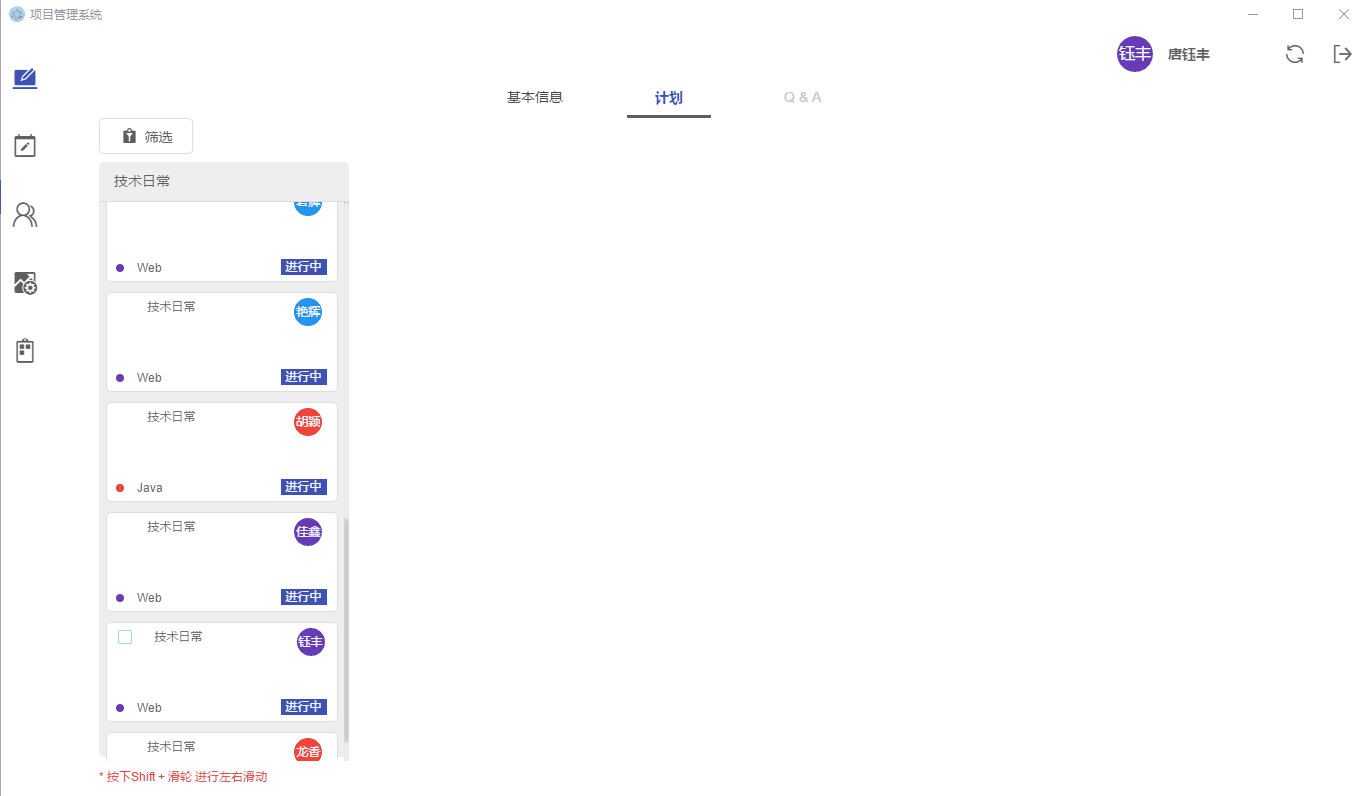 项目管理系统
钰丰 唐钰丰
基本信息 计划 Q & A
筛选
技术日常
Web 进行中
技术日常 艳辉
Web 进行中
技术日常 胡颖
Java 进行中
技术日常 佳鑫
Web 进行中
技术日常 钰丰
Web 进行中
技术日常 龙香
* 按下Shift + 滑轮 进行左右滑动